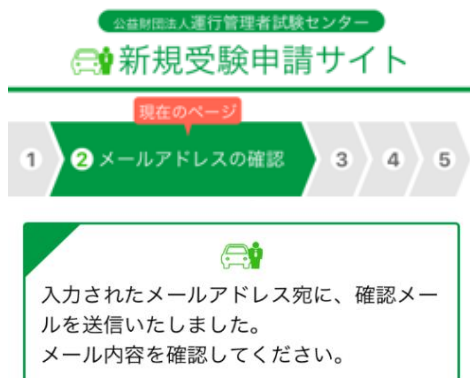 公益財団法人運行管理者試験センター
新規受験申請サイト
現在のページ
1 2 メールアドレスの確認 3 4 5
入力されたメールアドレス宛に、確認メー
ルを送信いたしました。
メール内容を確認してください。